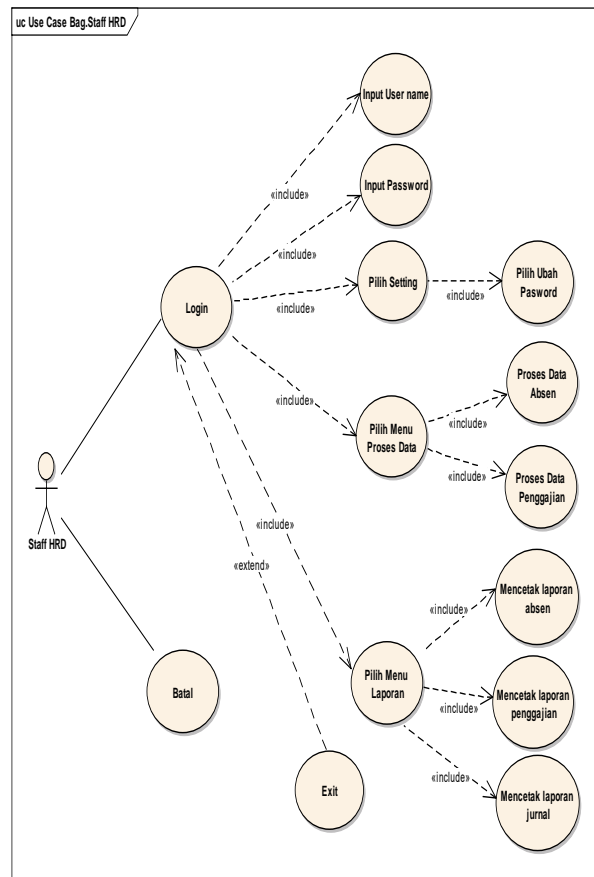 uc Use Case Bag.Staff HRD
Input User name
«include»
Input Password
«include»
Login
«include»
Pilih Setting
«include»
Pilih Ubah
Pasword
«include»
Pilih Menu
Proses Data
«include»
Proses Data
Absen
«include»
Proses Data
Penggajian
Staff HRD
«include»
«extend»
Pilih Menu
Laporan
«include»
Mencetak laporan
absen
«include»
Mencetak laporan
penggajian
«include»
Mencetak laporan
jurnal
Batal
Exit